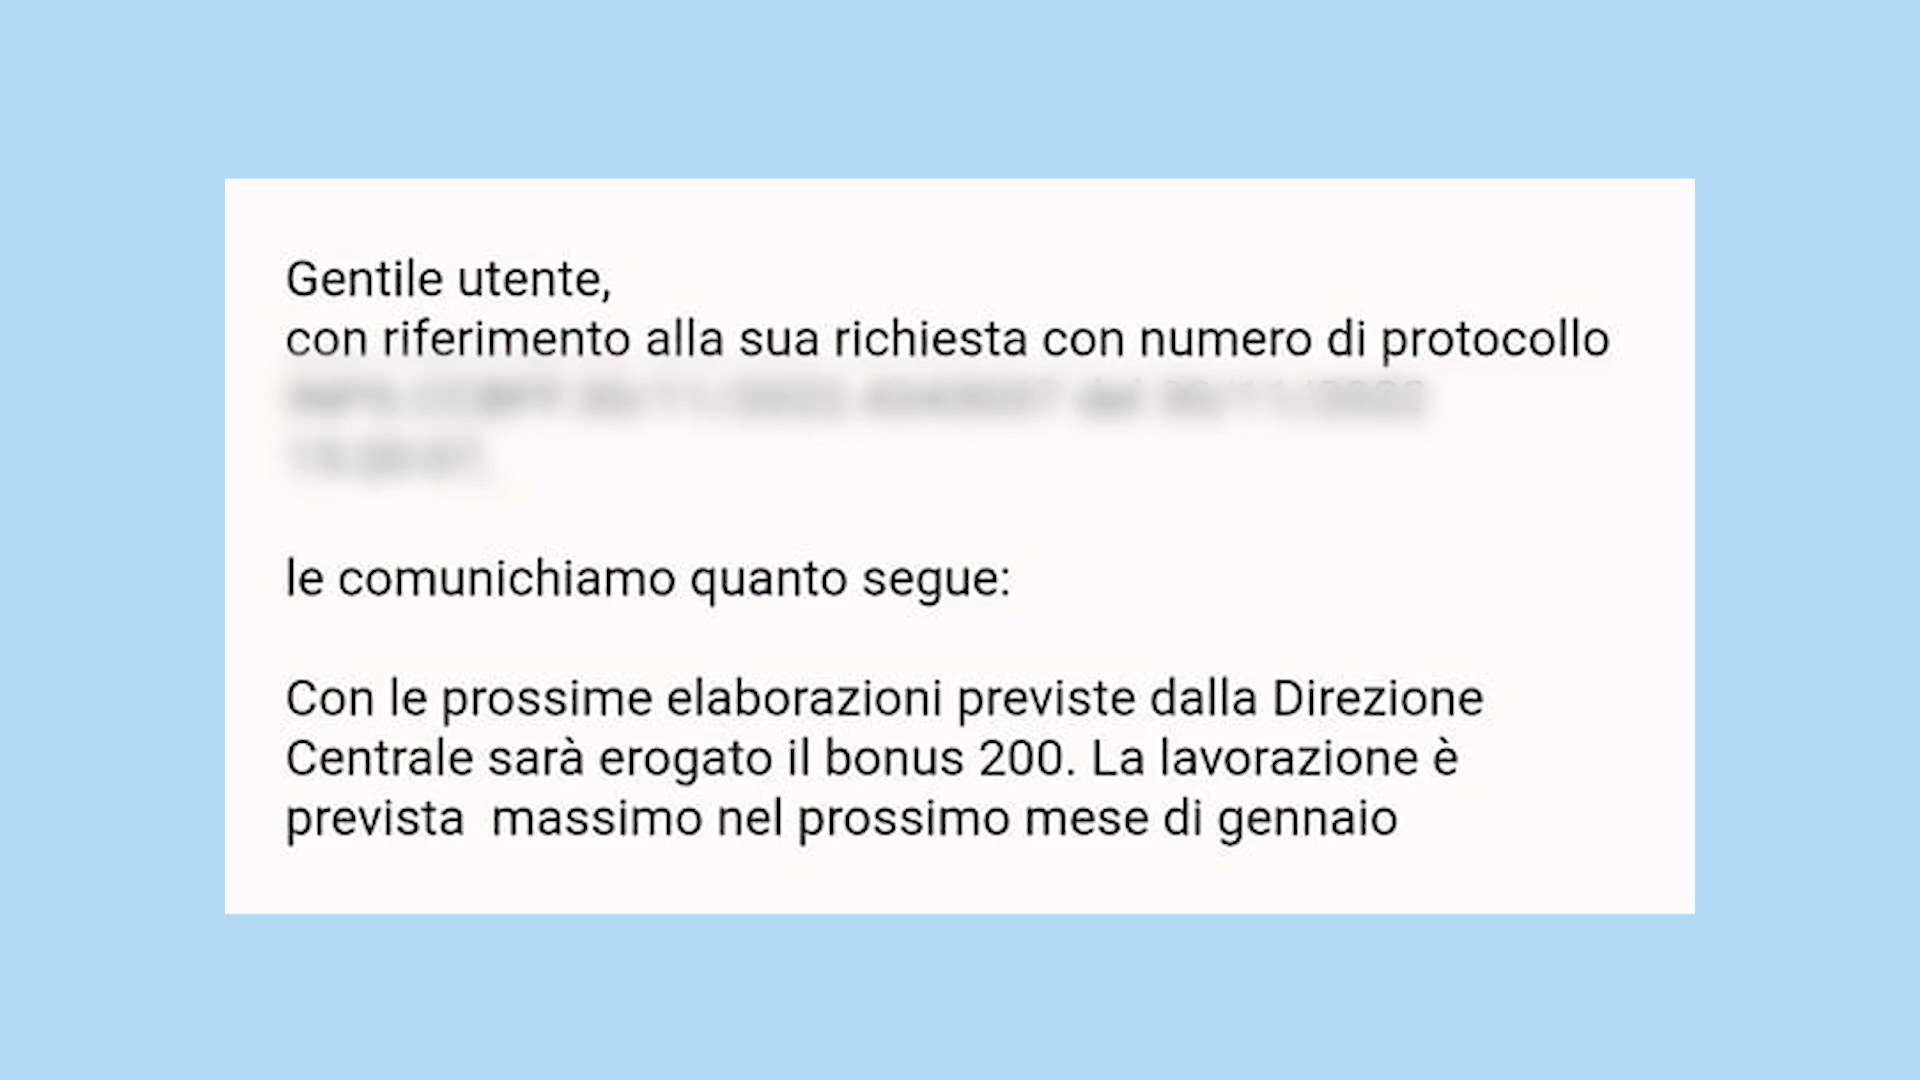 Gentile utente,
con riferimento alla sua richiesta con numero di protocollo
le comunichiamo quanto segue:
Con le prossime elaborazioni previste dalla Direzione
Centrale sarà erogato il bonus 200. La lavorazione è
prevista  massimo nel prossimo mese di gennaio